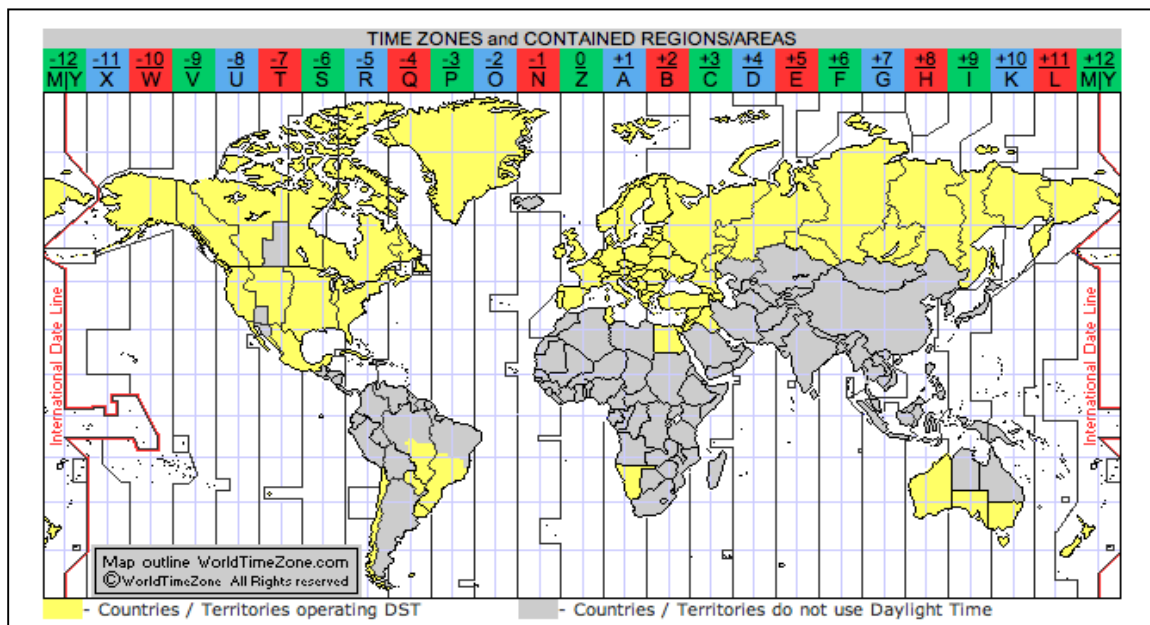 TIME ZONES and CONTAINED REGIONS/AREAS
-12 -11 -10 -9 -8 -7 -6 -5 -4 -3 -2 -1 0 +1 +2 +3 +4 +5 +6 +7 +8 +9 +10 +11 +12
M|Y X W V U T S R Q P O N Z A B C D E F G H I K L M|Y
International Date Line
International Date Line
Map outline WorldTimeZone.com
©WorldTimeZone All Rights reserved
- Countries / Territories operating DST
- Countries / Territories do not use Daylight Time